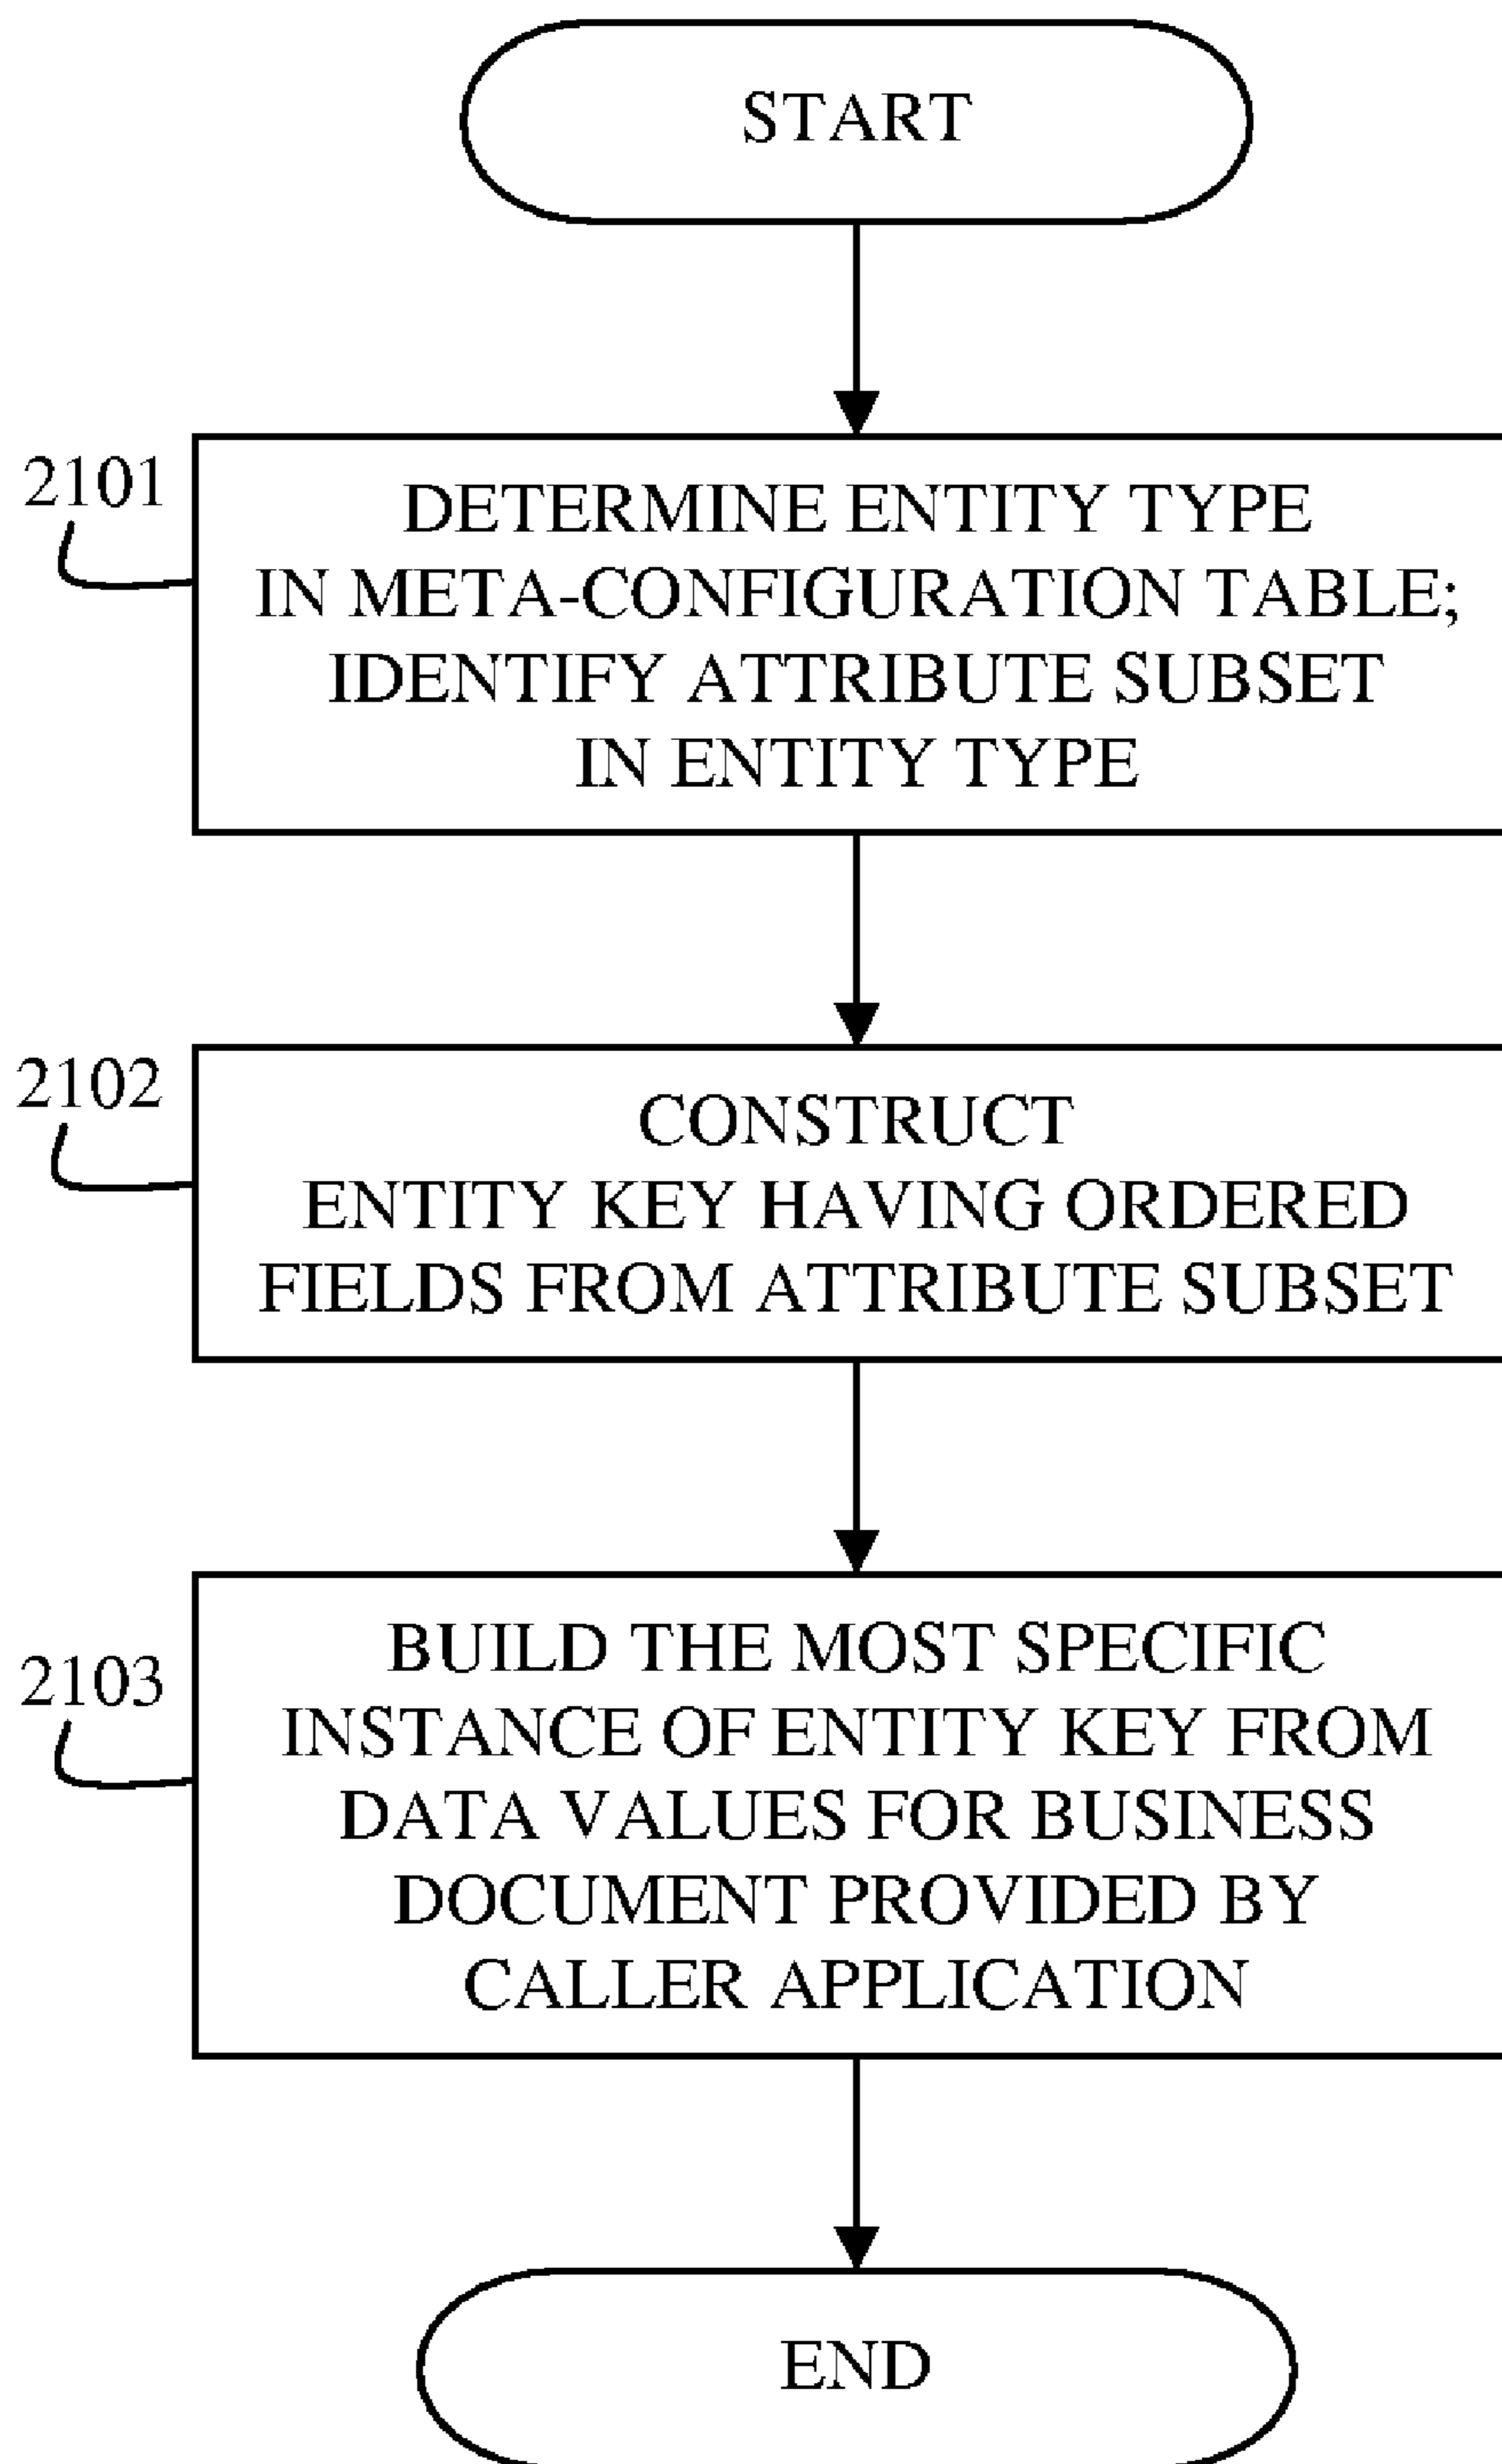 START
2101
DETERMINE ENTITY TYPE
IN META-CONFIGURATION TABLE;
IDENTIFY ATTRIBUTE SUBSET
IN ENTITY TYPE
2102
CONSTRUCT
ENTITY KEY HAVING ORDERED
FIELDS FROM ATTRIBUTE SUBSET
2103
BUILD THE MOST SPECIFIC
INSTANCE OF ENTITY KEY FROM
DATA VALUES FOR BUSINESS
DOCUMENT PROVIDED BY
CALLER APPLICATION
END